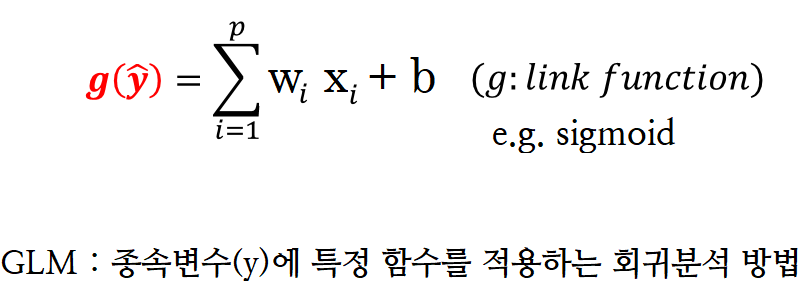 g(ŷ) = ∑_{i=1}^{p} w_i x_i + b (g: link function)
e.g. sigmoid
GLM : 종속변수(y)에 특정 함수를 적용하는 회귀분석 방법